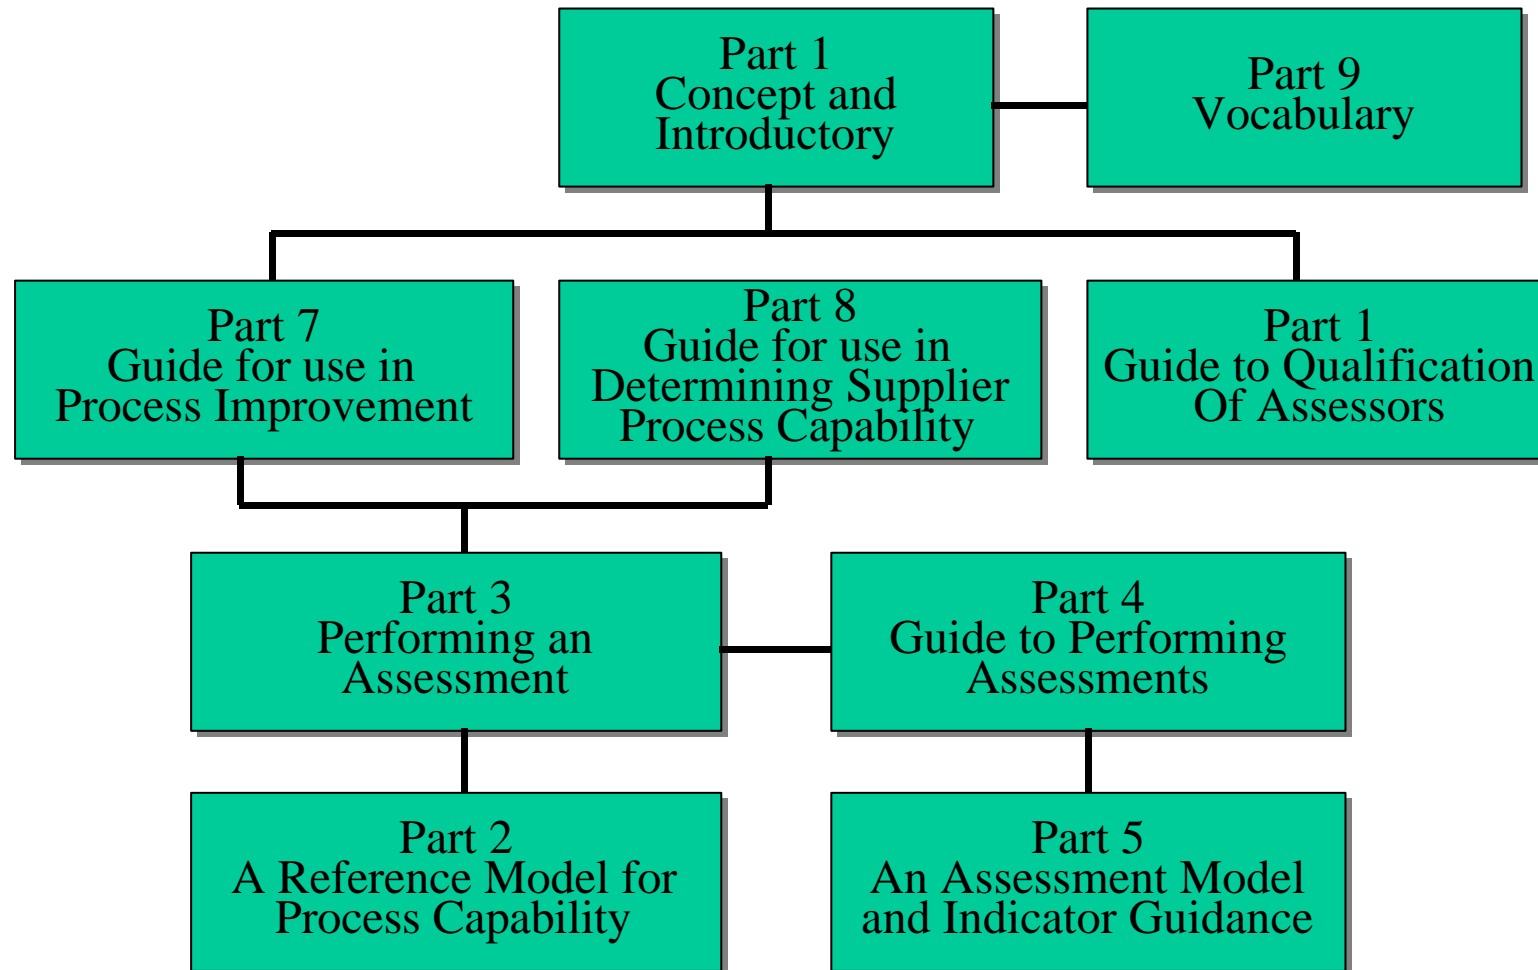 Part 1
Concept and
Introductory
Part 9
Vocabulary
Part 7
Guide for use in
Process Improvement
Part 8
Guide for use in
Determining Supplier
Process Capability
Part 1
Guide to Qualification
Of Assessors
Part 3
Performing an
Assessment
Part 4
Guide to Performing
Assessments
Part 2
A Reference Model for
Process Capability
Part 5
An Assessment Model
and Indicator Guidance